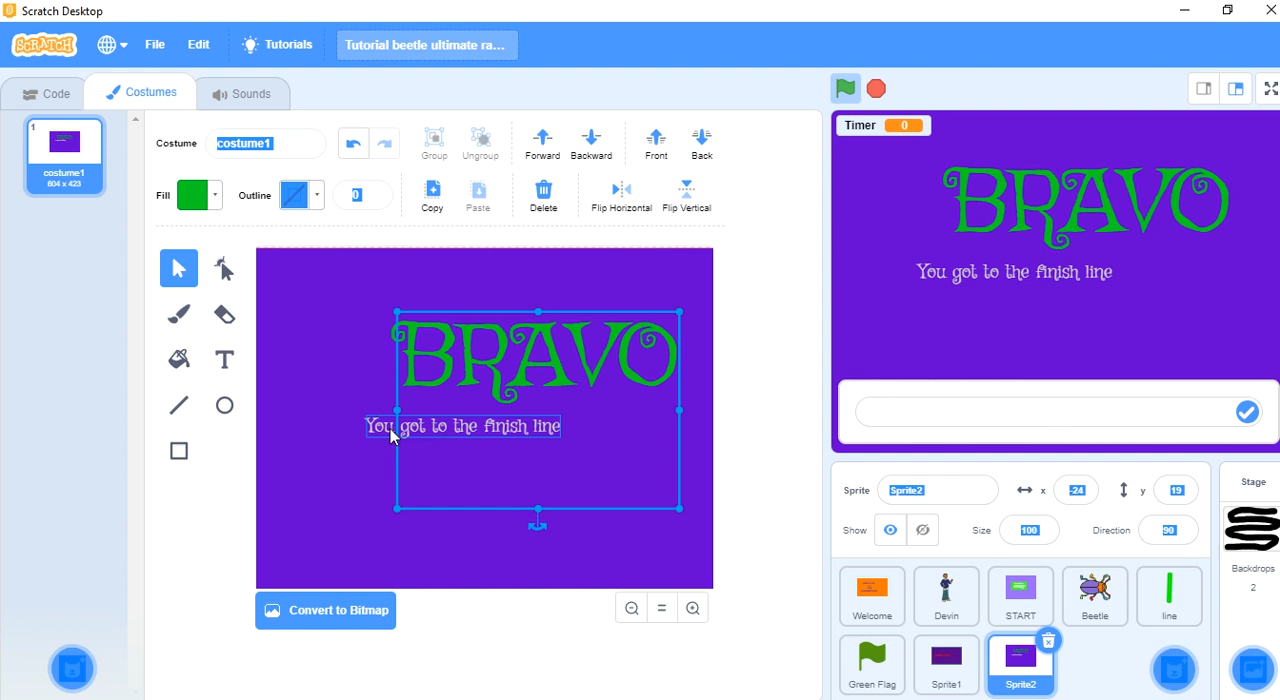 Scratch Desktop
SCRATCH File Edit Tutorials Tutorial beetle ultimate ra...
Code Costumes Sounds
1
costume1
604 x 423
Costume costume1 Group Ungroup Forward Backward Front Back
Fill Outline 0 Copy Paste Delete Flip Horizontal Flip Vertical
T
BRAVO
You got to the finish line
Convert to Bitmap
Timer 0
BRAVO
You got to the finish line
Sprite Sprite2 x -24 y 19
Show Size 100 Direction 90
Stage
Backdrops
2
Welcome Devin START Beetle line
Green Flag Sprite1 Sprite2